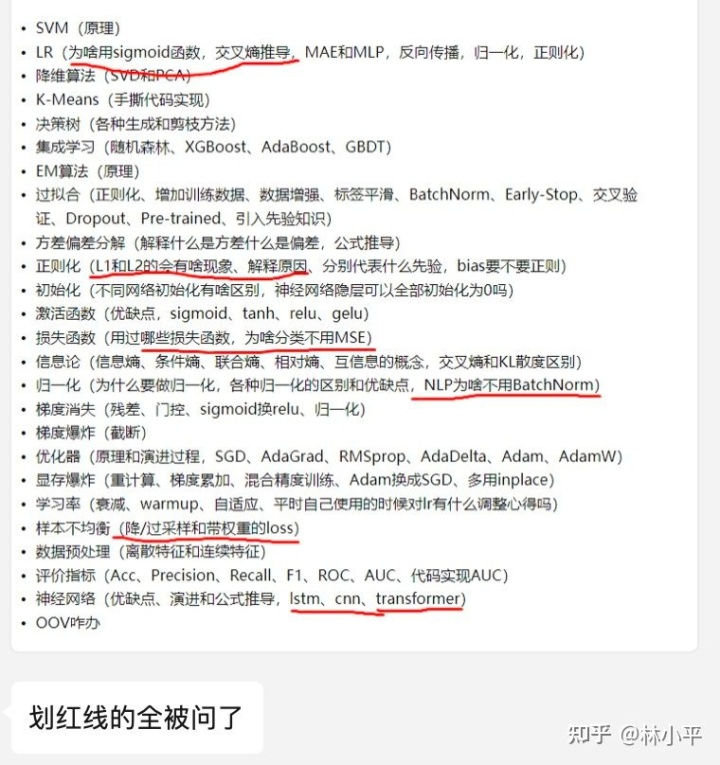 • SVM（原理）
• LR（为啥用sigmoid函数，交叉熵推导，MAE和MLP，反向传播，归一化，正则化）
• 降维算法（SVD和PCA）
• K-Means（手撕代码实现）
• 决策树（各种生成和剪枝方法）
• 集成学习（随机森林、XGBoost、AdaBoost、GBDT）
• EM算法（原理）
• 过拟合（正则化、增加训练数据、数据增强、标签平滑、BatchNorm、Early-Stop、交叉验
证、Dropout、Pre-trained、引入先验知识）
• 方差偏差分解（解释什么是方差什么是偏差，公式推导）
• 正则化（L1和L2的会有啥现象、解释原因、分别代表什么先验，bias要不要正则）
• 初始化（不同网络初始化有啥区别，神经网络隐层可以全部初始化为0吗）
• 激活函数（优缺点，sigmoid、tanh、relu、gelu）
• 损失函数（用过哪些损失函数，为啥分类不用MSE）
• 信息论（信息熵、条件熵、联合熵、相对熵、互信息的概念，交叉熵和KL散度区别）
• 归一化（为什么要做归一化，各种归一化的区别和优缺点，NLP为啥不用BatchNorm）
• 梯度消失（残差、门控、sigmoid换relu、归一化）
• 梯度爆炸（截断）
• 优化器（原理和演进过程，SGD、AdaGrad、RMSprop、AdaDelta、Adam、AdamW）
• 显存爆炸（重计算、梯度累加、混合精度训练、Adam换成SGD、多用inplace）
• 学习率（衰减、warmup、自适应、平时自己使用的时候对lr有什么调整心得吗）
• 样本不均衡（降/过采样和带权重的loss）
• 数据预处理（离散特征和连续特征）
• 评价指标（Acc、Precision、Recall、F1、ROC、AUC、代码实现AUC）
• 神经网络（优缺点、演进和公式推导，lstm、cnn、transformer）
• OOV咋办
划红线的全被问了
知乎 @林小平